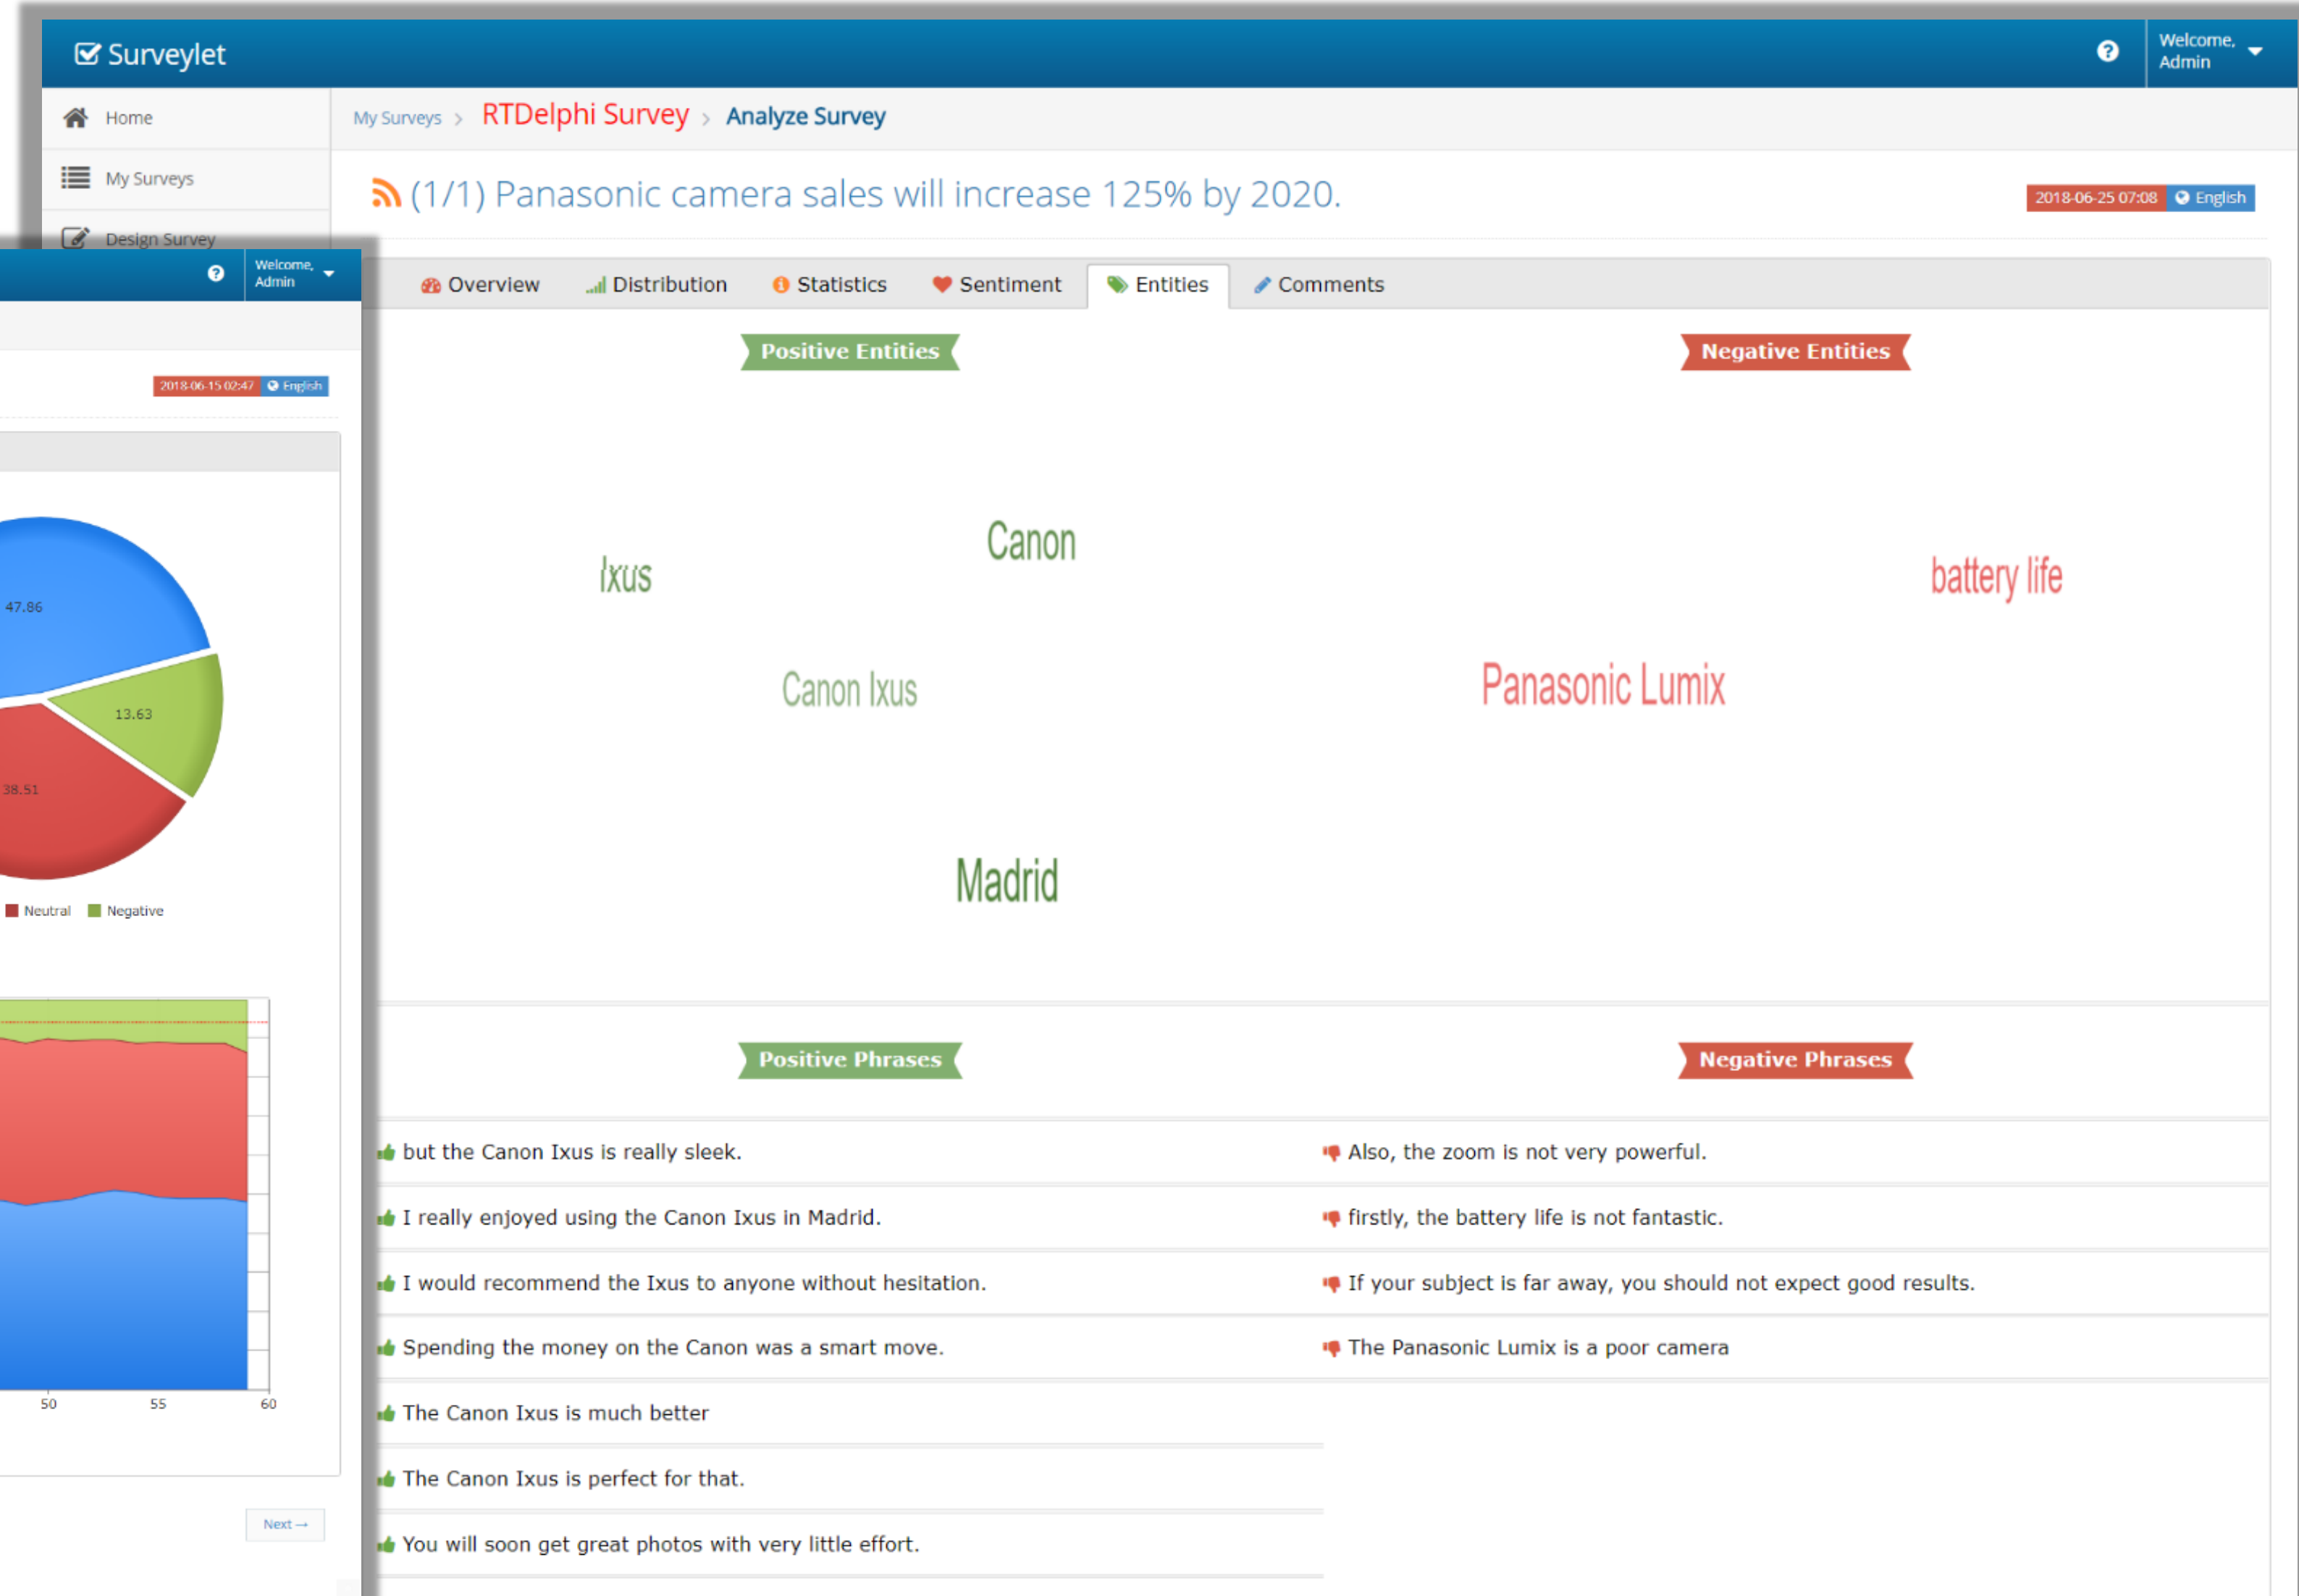 Surveylet
Welcome,
Admin
Home
My Surveys
Design Survey
My Surveys > RTDelphi Survey > Analyze Survey
(1/1) Panasonic camera sales will increase 125% by 2020.
2018-06-25 07:08 English
Overview Distribution Statistics Sentiment Entities Comments
Positive Entities
Negative Entities
Canon
Ixus
Canon Ixus
Madrid
battery life
Panasonic Lumix
Positive Phrases
but the Canon Ixus is really sleek.
I really enjoyed using the Canon Ixus in Madrid.
I would recommend the Ixus to anyone without hesitation.
Spending the money on the Canon was a smart move.
The Canon Ixus is much better
The Canon Ixus is perfect for that.
You will soon get great photos with very little effort.
Negative Phrases
Also, the zoom is not very powerful.
firstly, the battery life is not fantastic.
If your subject is far away, you should not expect good results.
The Panasonic Lumix is a poor camera
Welcome,
Admin
2018-06-15 02:47 English
47.86
13.63
38.51
Neutral Negative
50 55 60
Next →